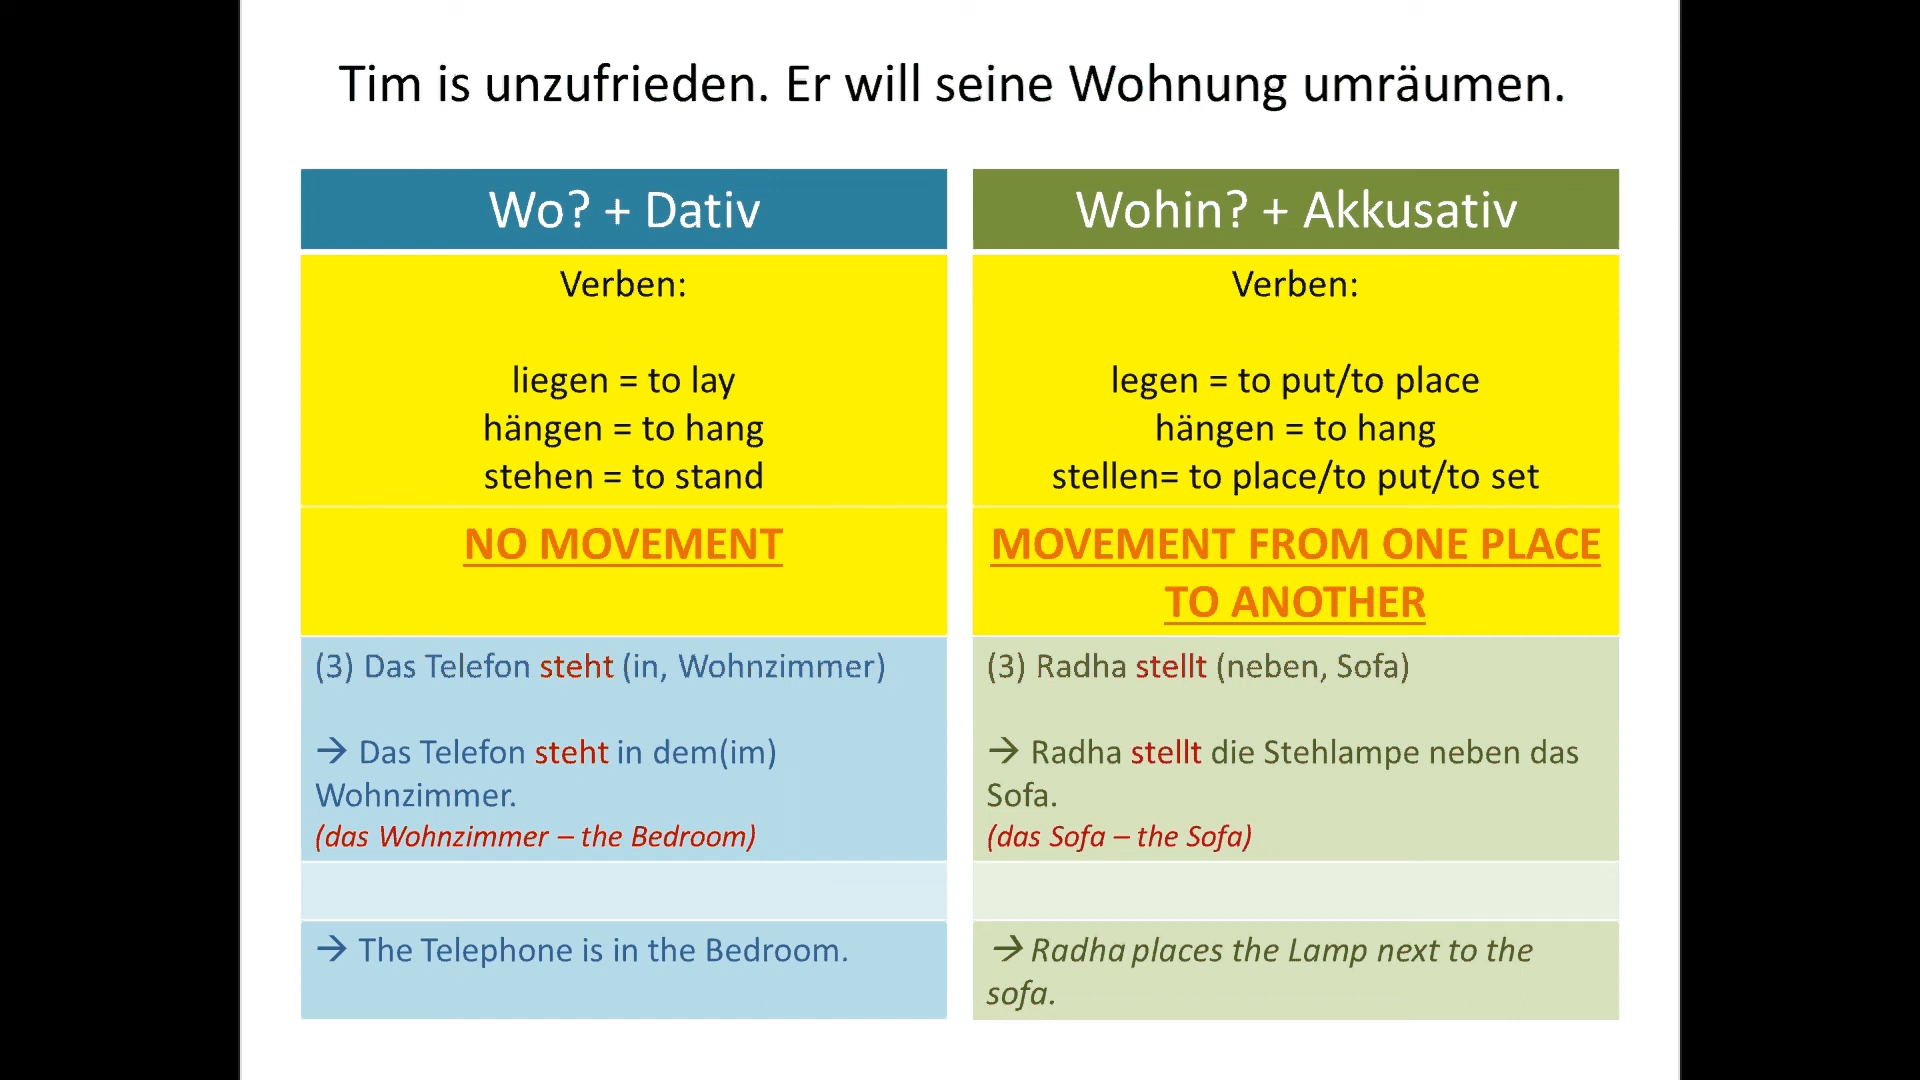 Tim is unzufrieden. Er will seine Wohnung umräumen.
Wo? + Dativ
Verben:
liegen = to lay
hängen = to hang
stehen = to stand
NO MOVEMENT
(3) Das Telefon steht (in, Wohnzimmer)
→ Das Telefon steht in dem(im)
Wohnzimmer.
(das Wohnzimmer – the Bedroom)
→ The Telephone is in the Bedroom.
Wohin? + Akkusativ
Verben:
legen = to put/to place
hängen = to hang
stellen= to place/to put/to set
MOVEMENT FROM ONE PLACE
TO ANOTHER
(3) Radha stellt (neben, Sofa)
→ Radha stellt die Stehlampe neben das
Sofa.
(das Sofa – the Sofa)
→ Radha places the Lamp next to the
sofa.